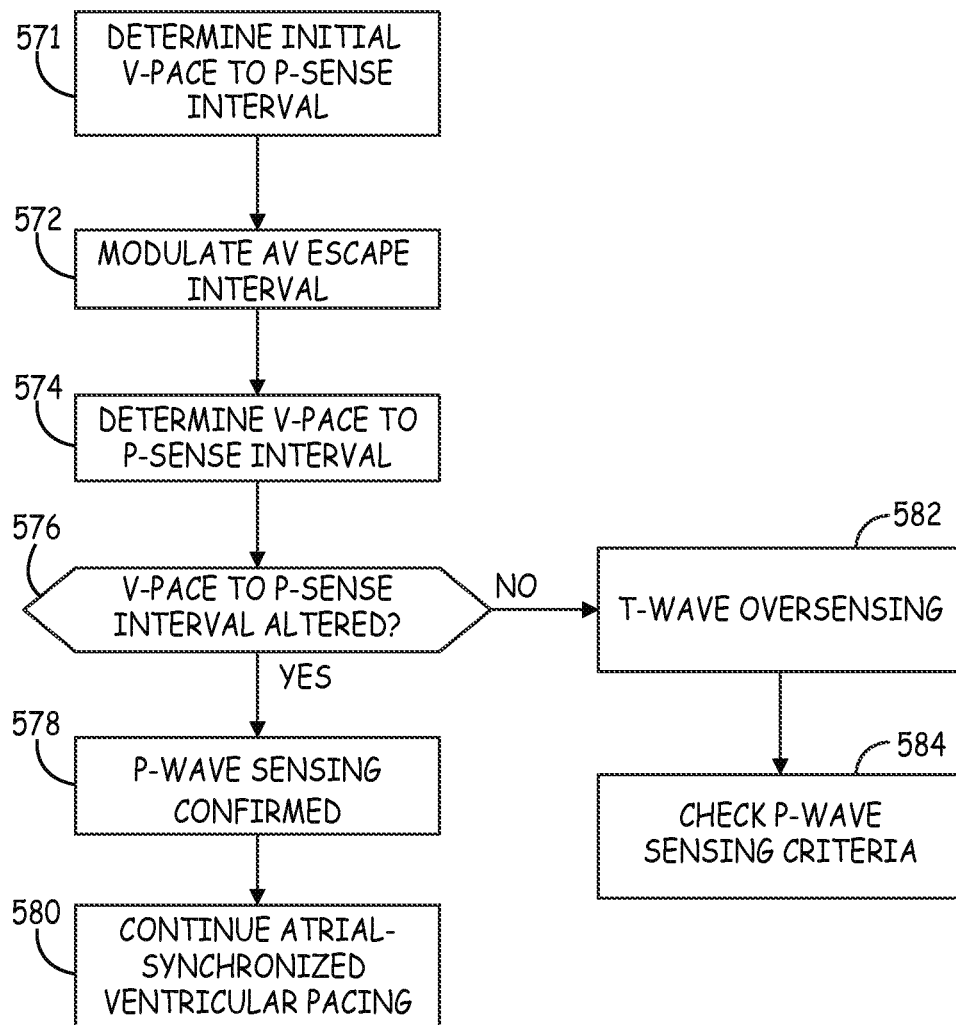 571
DETERMINE INITIAL
V-PACE TO P-SENSE
INTERVAL
572
MODULATE AV ESCAPE
INTERVAL
574
DETERMINE V-PACE TO
P-SENSE INTERVAL
576
V-PACE TO P-SENSE
INTERVAL ALTERED?
NO
YES
582
T-WAVE OVERSENSING
578
P-WAVE SENSING
CONFIRMED
584
CHECK P-WAVE
SENSING CRITERIA
580
CONTINUE ATRIAL-
SYNCHRONIZED
VENTRICULAR PACING